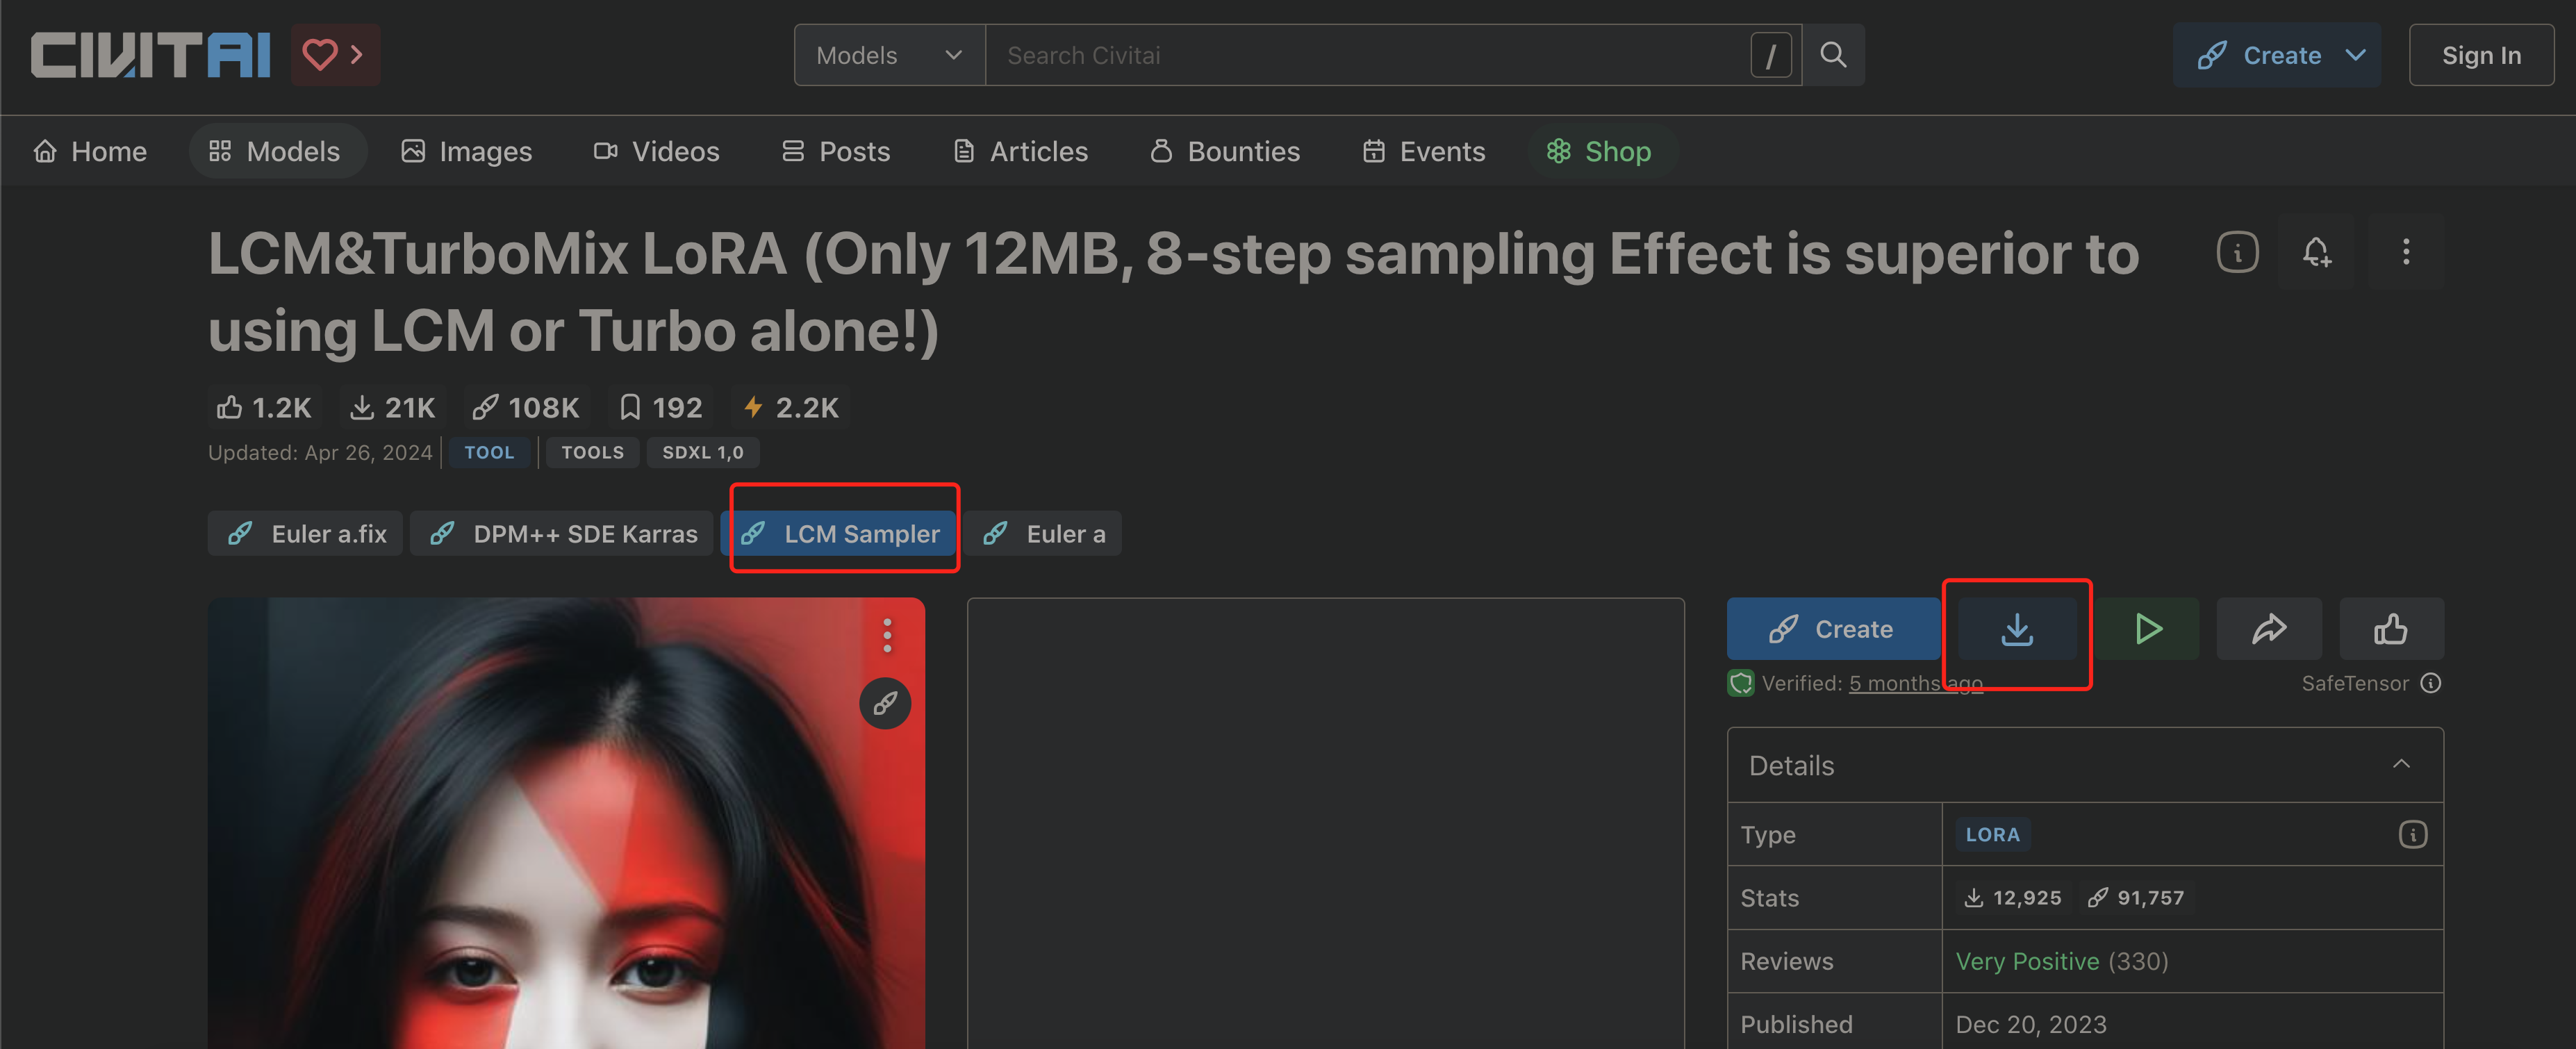 CIVITAI
Models
Search Civitai
/
Create
Sign In
Home
Models
Images
Videos
Posts
Articles
Bounties
Events
Shop
LCM&TurboMix LoRA (Only 12MB, 8-step sampling Effect is superior to
using LCM or Turbo alone!)
1.2K
21K
108K
192
2.2K
Updated: Apr 26, 2024
TOOL
TOOLS
SDXL 1,0
Euler a.fix
DPM++ SDE Karras
LCM Sampler
Euler a
Create
Verified: 5 months ago
SafeTensor
Details
Type
LORA
Stats
12,925
91,757
Reviews
Very Positive (330)
Published
Dec 20, 2023